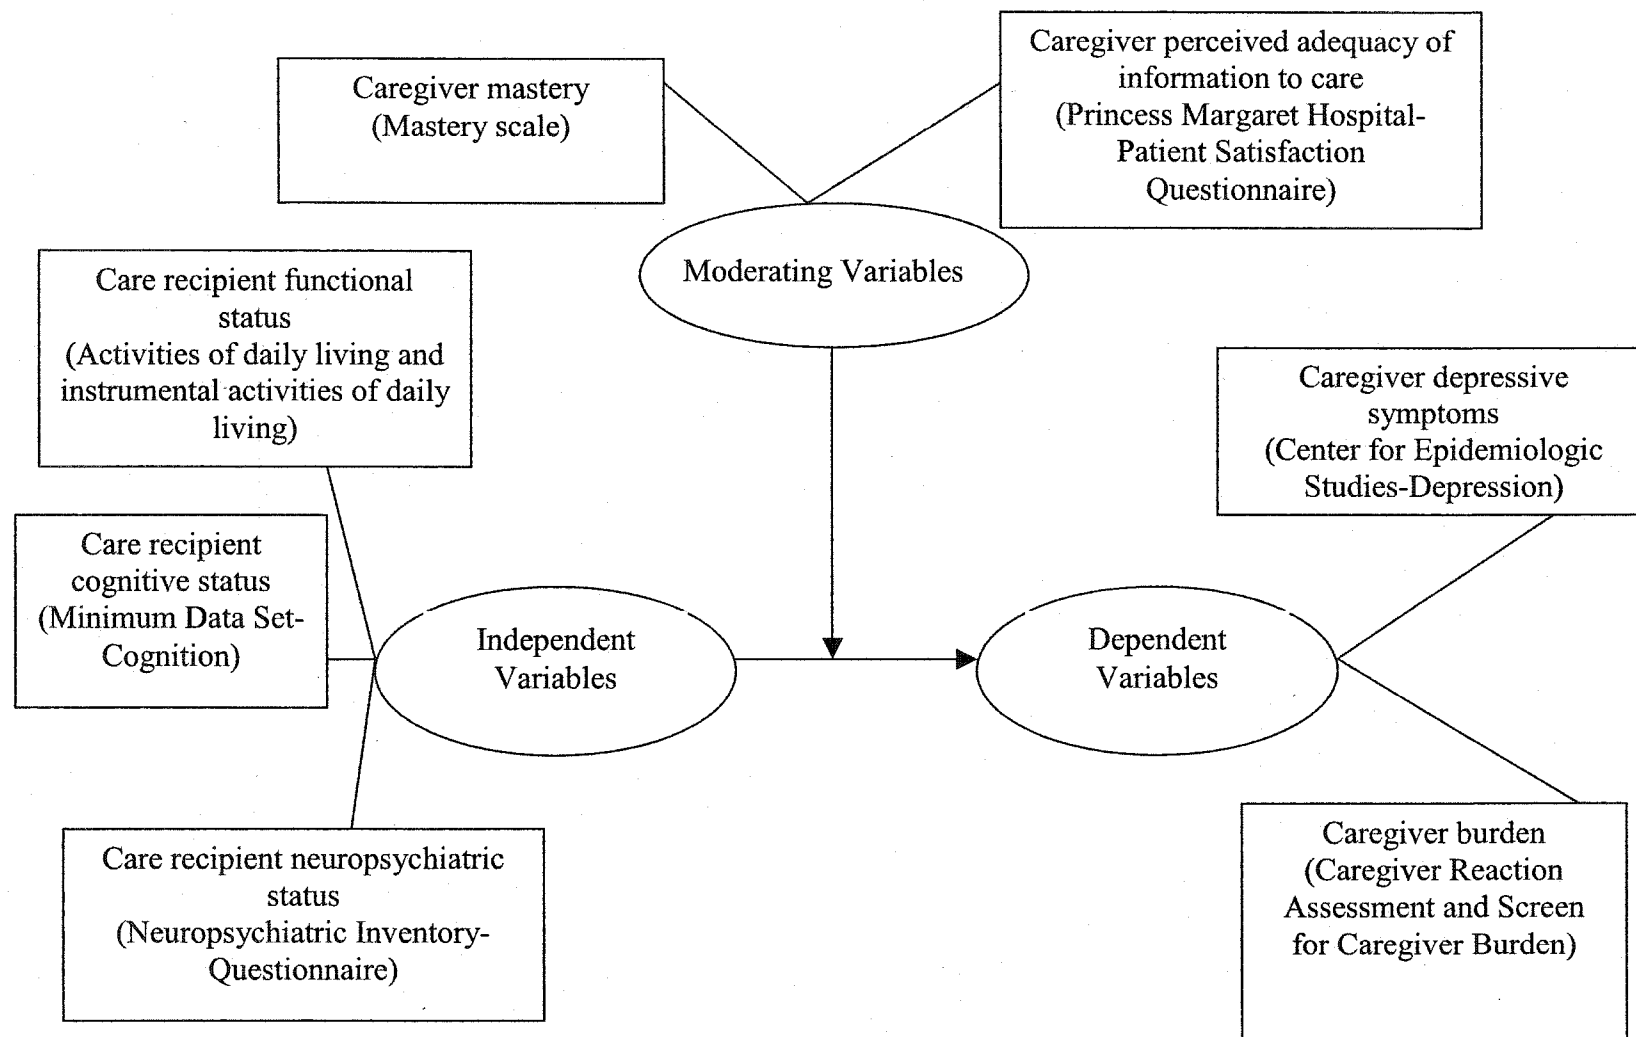 Caregiver mastery
(Mastery scale)
Caregiver perceived adequacy of
information to care
(Princess Margaret Hospital-
Patient Satisfaction
Questionnaire)
Moderating Variables
Care recipient functional
status
(Activities of daily living and
instrumental activities of daily
living)
Caregiver depressive
symptoms
(Center for Epidemiologic
Studies-Depression)
Care recipient
cognitive status
(Minimum Data Set-
Cognition)
Independent
Variables
Dependent
Variables
Care recipient neuropsychiatric
status
(Neuropsychiatric Inventory-
Questionnaire)
Caregiver burden
(Caregiver Reaction
Assessment and Screen
for Caregiver Burden)